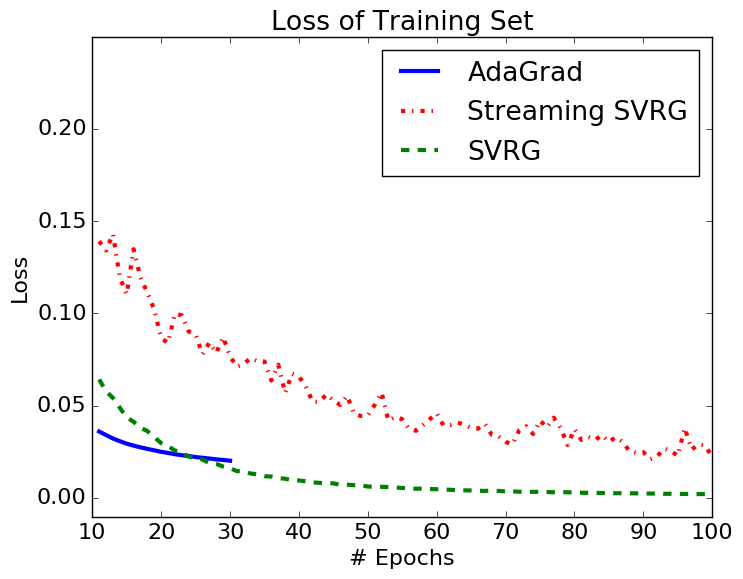 Loss of Training Set
AdaGrad
Streaming SVRG
SVRG
0.20
0.15
0.10
0.05
0.00
Loss
10 20 30 40 50 60 70 80 90 100
# Epochs